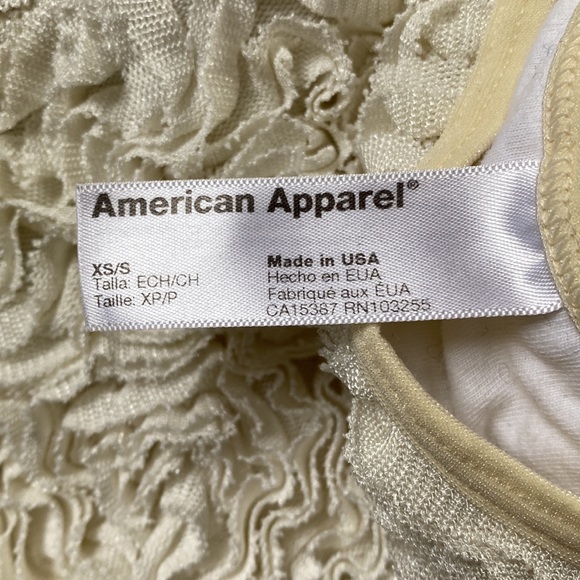 American Apparel®
XS/S
Talla: ECH/CH
Taille: XP/P
Made in USA
Hecho en EUA
Fabriqué aux ÉUA
CA15387 RN103255